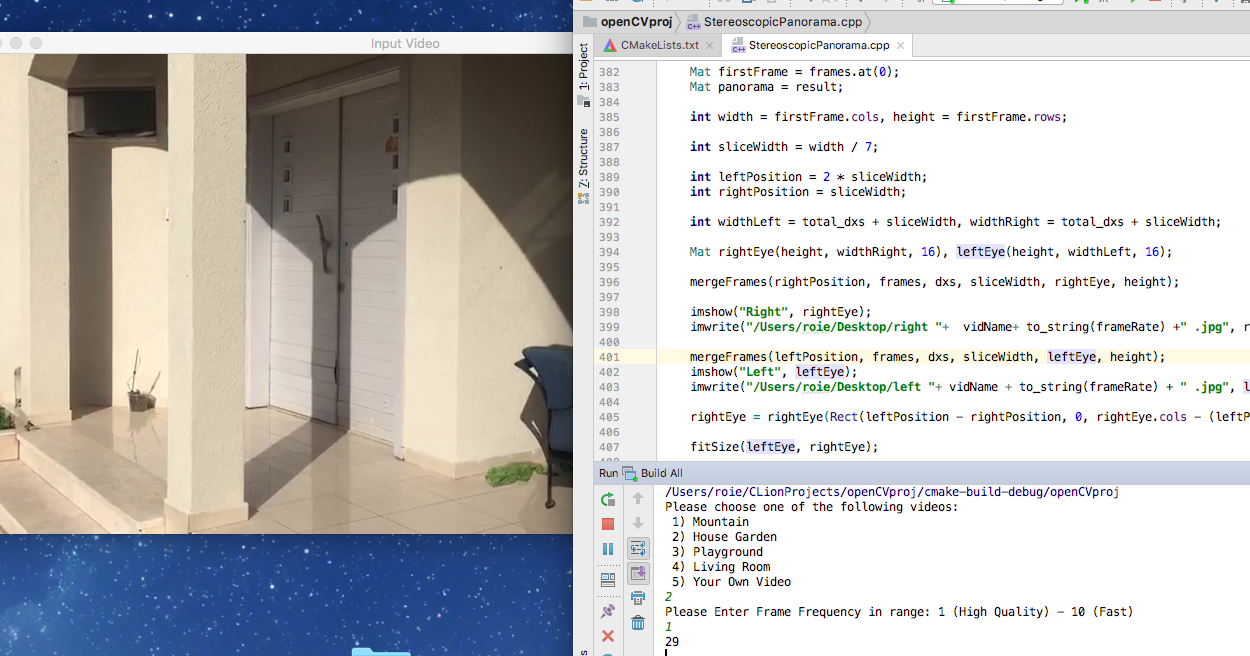 Input Video
openCVproj
StereoscopicPanorama.cpp
CMakeLists.txt
StereoscopicPanorama.cpp
1: Project
7: Structure
382 Mat firstFrame = frames.at(0);
383 Mat panorama = result;
384
385 int width = firstFrame.cols, height = firstFrame.rows;
386
387 int sliceWidth = width / 7;
388
389 int leftPosition = 2 * sliceWidth;
390 int rightPosition = sliceWidth;
391
392 int widthLeft = total_dxs + sliceWidth, widthRight = total_dxs + sliceWidth;
393
394 Mat rightEye(height, widthRight, 16), leftEye(height, widthLeft, 16);
395
396 mergeFrames(rightPosition, frames, dxs, sliceWidth, rightEye, height);
397
398 imshow("Right", rightEye);
399 imwrite("/Users/roie/Desktop/right "+ vidName+ to_string(frameRate) +" .jpg", r
400
401 mergeFrames(leftPosition, frames, dxs, sliceWidth, leftEye, height);
402 imshow("Left", leftEye);
403 imwrite("/Users/roie/Desktop/left "+ vidName + to_string(frameRate) + " .jpg", l
404
405 rightEye = rightEye(Rect(leftPosition - rightPosition, 0, rightEye.cols - (leftP
406
407 fitSize(leftEye, rightEye);
Run Build All
/Users/roie/CLionProjects/openCVproj/cmake-build-debug/openCVproj
Please choose one of the following videos:
1) Mountain
2) House Garden
3) Playground
4) Living Room
5) Your Own Video
2
Please Enter Frame Frequency in range: 1 (High Quality) - 10 (Fast)
1
29